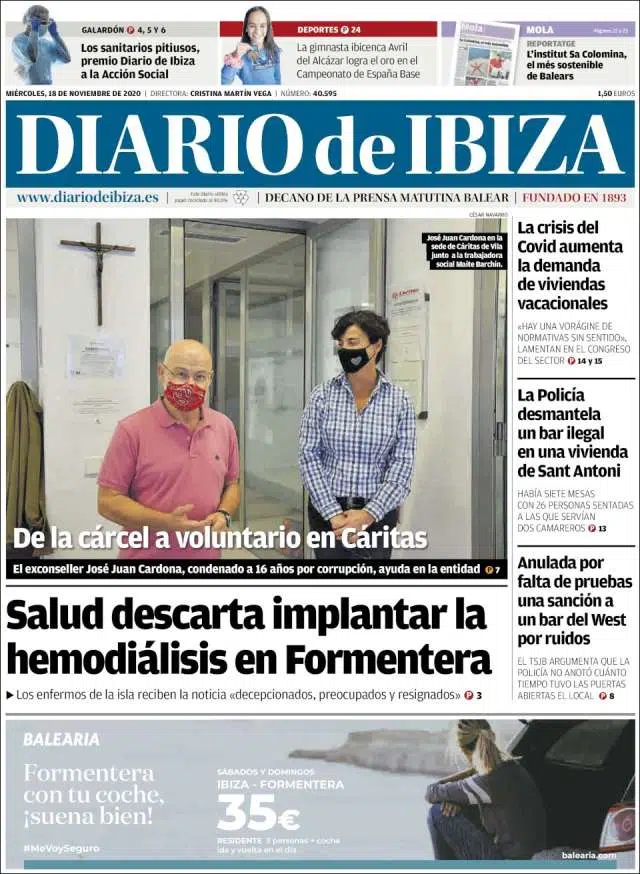 GALARDÓN P 4, 5 Y 6
Los sanitarios pitiusos,
premio Diario de Ibiza
a la Acción Social
DEPORTES P 24
La gimnasta ibicenca Avril
del Alcázar logra el oro en el
Campeonato de España Base
Mola
MOLA
Páginas 21 a 23
REPORTATGE
L'institut Sa Colomina,
el més sostenible
de Balears
MIÉRCOLES, 18 DE NOVIEMBRE DE 2020 | DIRECTORA: CRISTINA MARTÍN VEGA | NÚMERO: 40.595
1,50 EUROS
DIARIO de IBIZA
www.diariodeibiza.es
DECANO DE LA PRENSA MATUTINA BALEAR | FUNDADO EN 1893
CÉSAR NAVARRO
José Juan Cardona en la
sede de Cáritas de Vila
junto a la trabajadora
social Maite Barchín.
De la cárcel a voluntario en Cáritas
El exconseller José Juan Cardona, condenado a 16 años por corrupción, ayuda en la entidad P 7
La crisis del
Covid aumenta
la demanda
de viviendas
vacacionales
«HAY UNA VORÁGINE DE
NORMATIVAS SIN SENTIDO»,
LAMENTAN EN EL CONGRESO
DEL SECTOR P 14 y 15
La Policía
desmantela
un bar ilegal
en una vivienda
de Sant Antoni
HABÍA SIETE MESAS
CON 26 PERSONAS SENTADAS
A LAS QUE SERVÍAN
DOS CAMAREROS P 13
Anulada por
falta de pruebas
una sanción a
un bar del West
por ruidos
EL TSJB ARGUMENTA QUE LA
POLICÍA NO ANOTÓ CUÁNTO
TIEMPO TUVO LAS PUERTAS
ABIERTAS EL LOCAL P 8
Salud descarta implantar la
hemodiálisis en Formentera
▶ Los enfermos de la isla reciben la noticia «decepcionados, preocupados y resignados» P 3
BALEARIA
Formentera
con tu coche,
¡suena bien!
#MeVoySeguro
SÁBADOS Y DOMINGOS
IBIZA - FORMENTERA
35€
RESIDENTE 3 personas + coche
ida y vuelta en el día
balearia.com